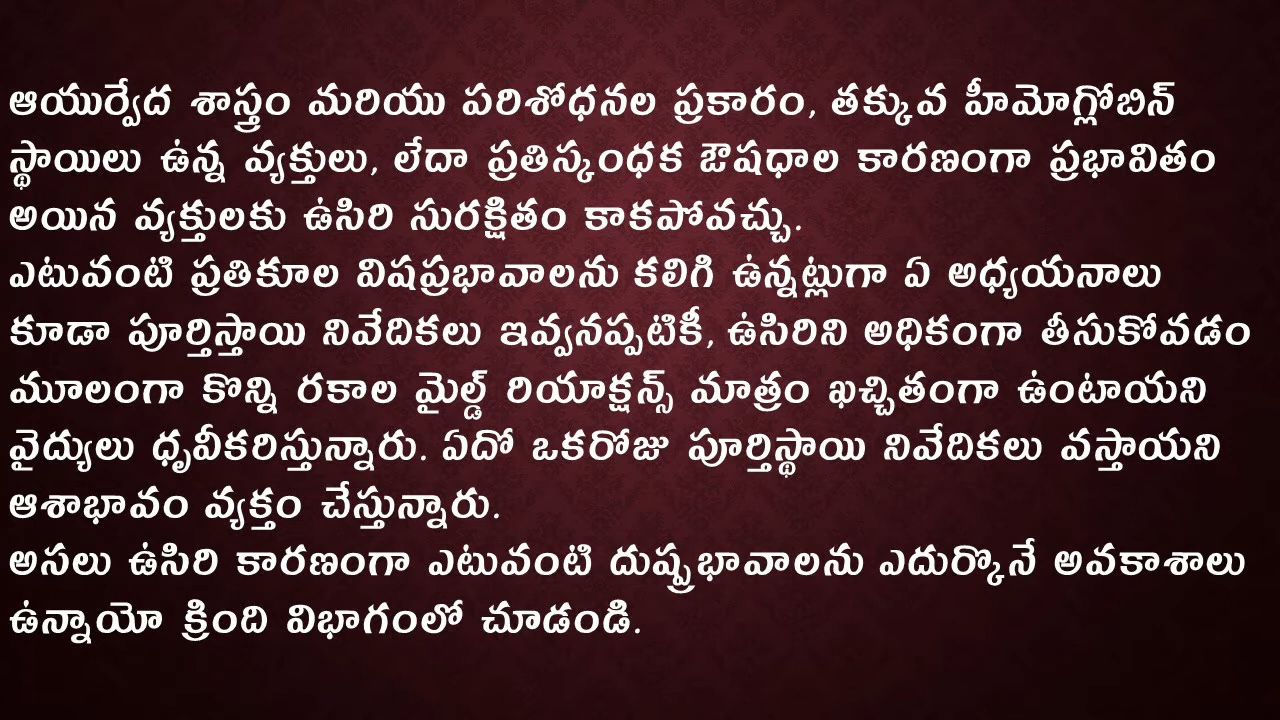 ఆయుర్వేద శాస్త్రం మరియు పరిశోధనల ప్రకారం, తక్కువ హీమోగ్లోబిన్
స్థాయిలు ఉన్న వ్యక్తులు, లేదా ప్రతిస్కంధక ఔషధాల కారణంగా ప్రభావితం
అయిన వ్యక్తులకు ఉసిరి సురక్షితం కాకపోవచ్చు.
ఎటువంటి ప్రతికూల విషప్రభావాలను కలిగి ఉన్నట్లుగా ఏ అధ్యయనాలు
కూడా పూర్తిస్తాయి నివేదికలు ఇవ్వనప్పటికీ, ఉసిరిని అధికంగా తీసుకోవడం
మూలంగా కొన్ని రకాల మైల్డ్ రియాక్షన్స్ మాత్రం ఖచ్చితంగా ఉంటాయని
వైద్యులు ధృవీకరిస్తున్నారు. ఏదో ఒకరోజు పూర్తిస్థాయి నివేదికలు వస్తాయని
ఆశాభావం వ్యక్తం చేస్తున్నారు.
అసలు ఉసిరి కారణంగా ఎటువంటి దుష్ప్రభావాలను ఎదుర్కొనే అవకాశాలు
ఉన్నాయో క్రింది విభాగంలో చూడండి.